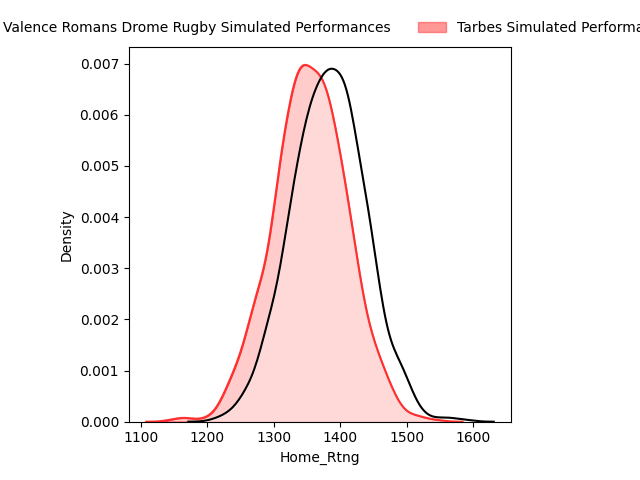 Valence Romans Drome Rugby Simulated Performances
Tarbes Simulated Performa
0.007
0.006
0.005
0.004
0.003
0.002
0.001
0.000
Density
1100 1200 1300 1400 1500 1600
Home_Rtng